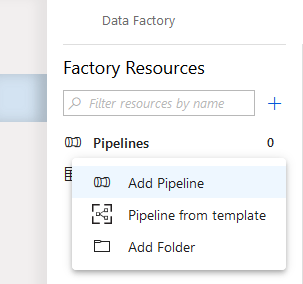 Data Factory
Factory Resources
Filter resources by name
Pipelines 0
Add Pipeline
Pipeline from template
Add Folder